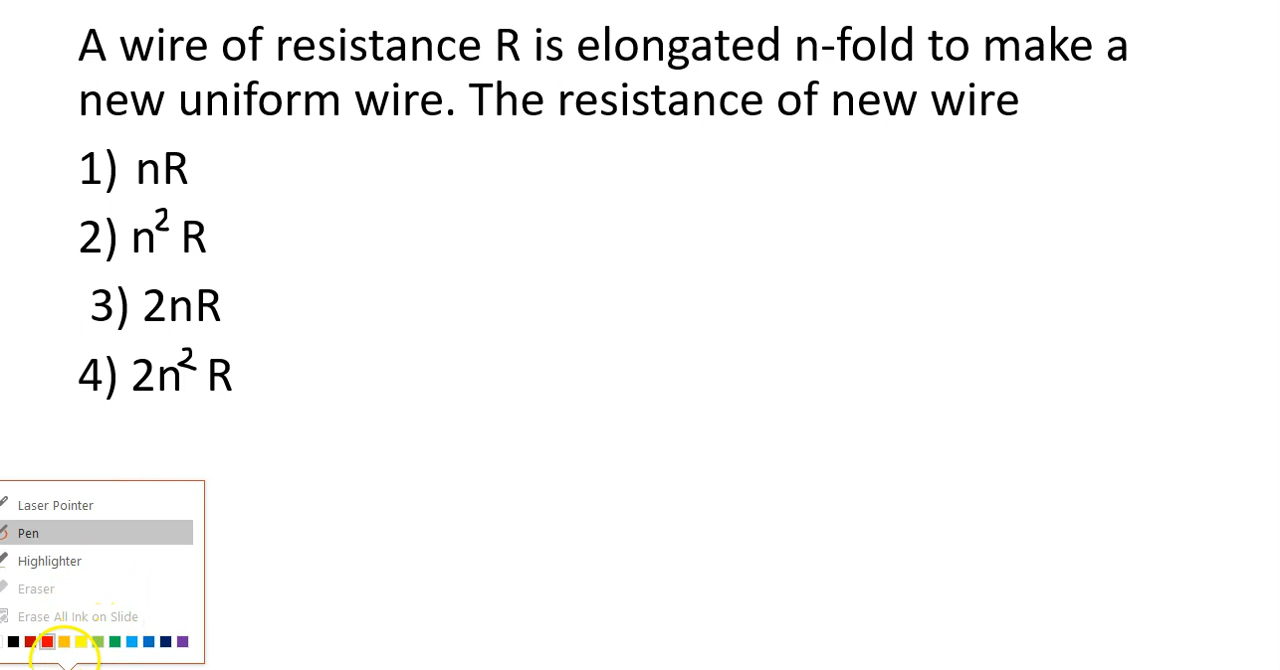 A wire of resistance R is elongated n-fold to make a
new uniform wire. The resistance of new wire
1) nR
2) n² R
3) 2nR
4) 2n² R
Laser Pointer
Pen
Highlighter
Eraser
Erase All Ink on Slide